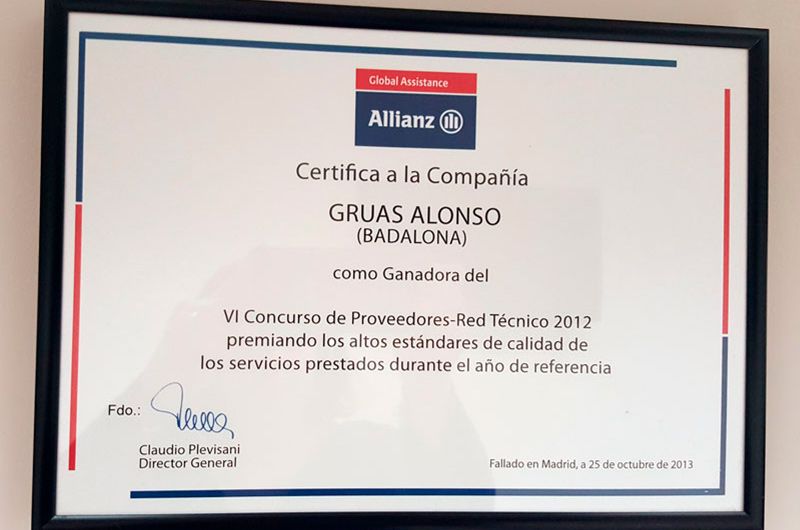 Global Assistance
Allianz
Certifica a la Compañía
GRUAS ALONSO
(BADALONA)
como Ganadora del
VI Concurso de Proveedores-Red Técnico 2012
premiando los altos estándares de calidad de
los servicios prestados durante el año de referencia
Fdo.:
Claudio Plevisani
Director General
Fallado en Madrid, a 25 de octubre de 2013